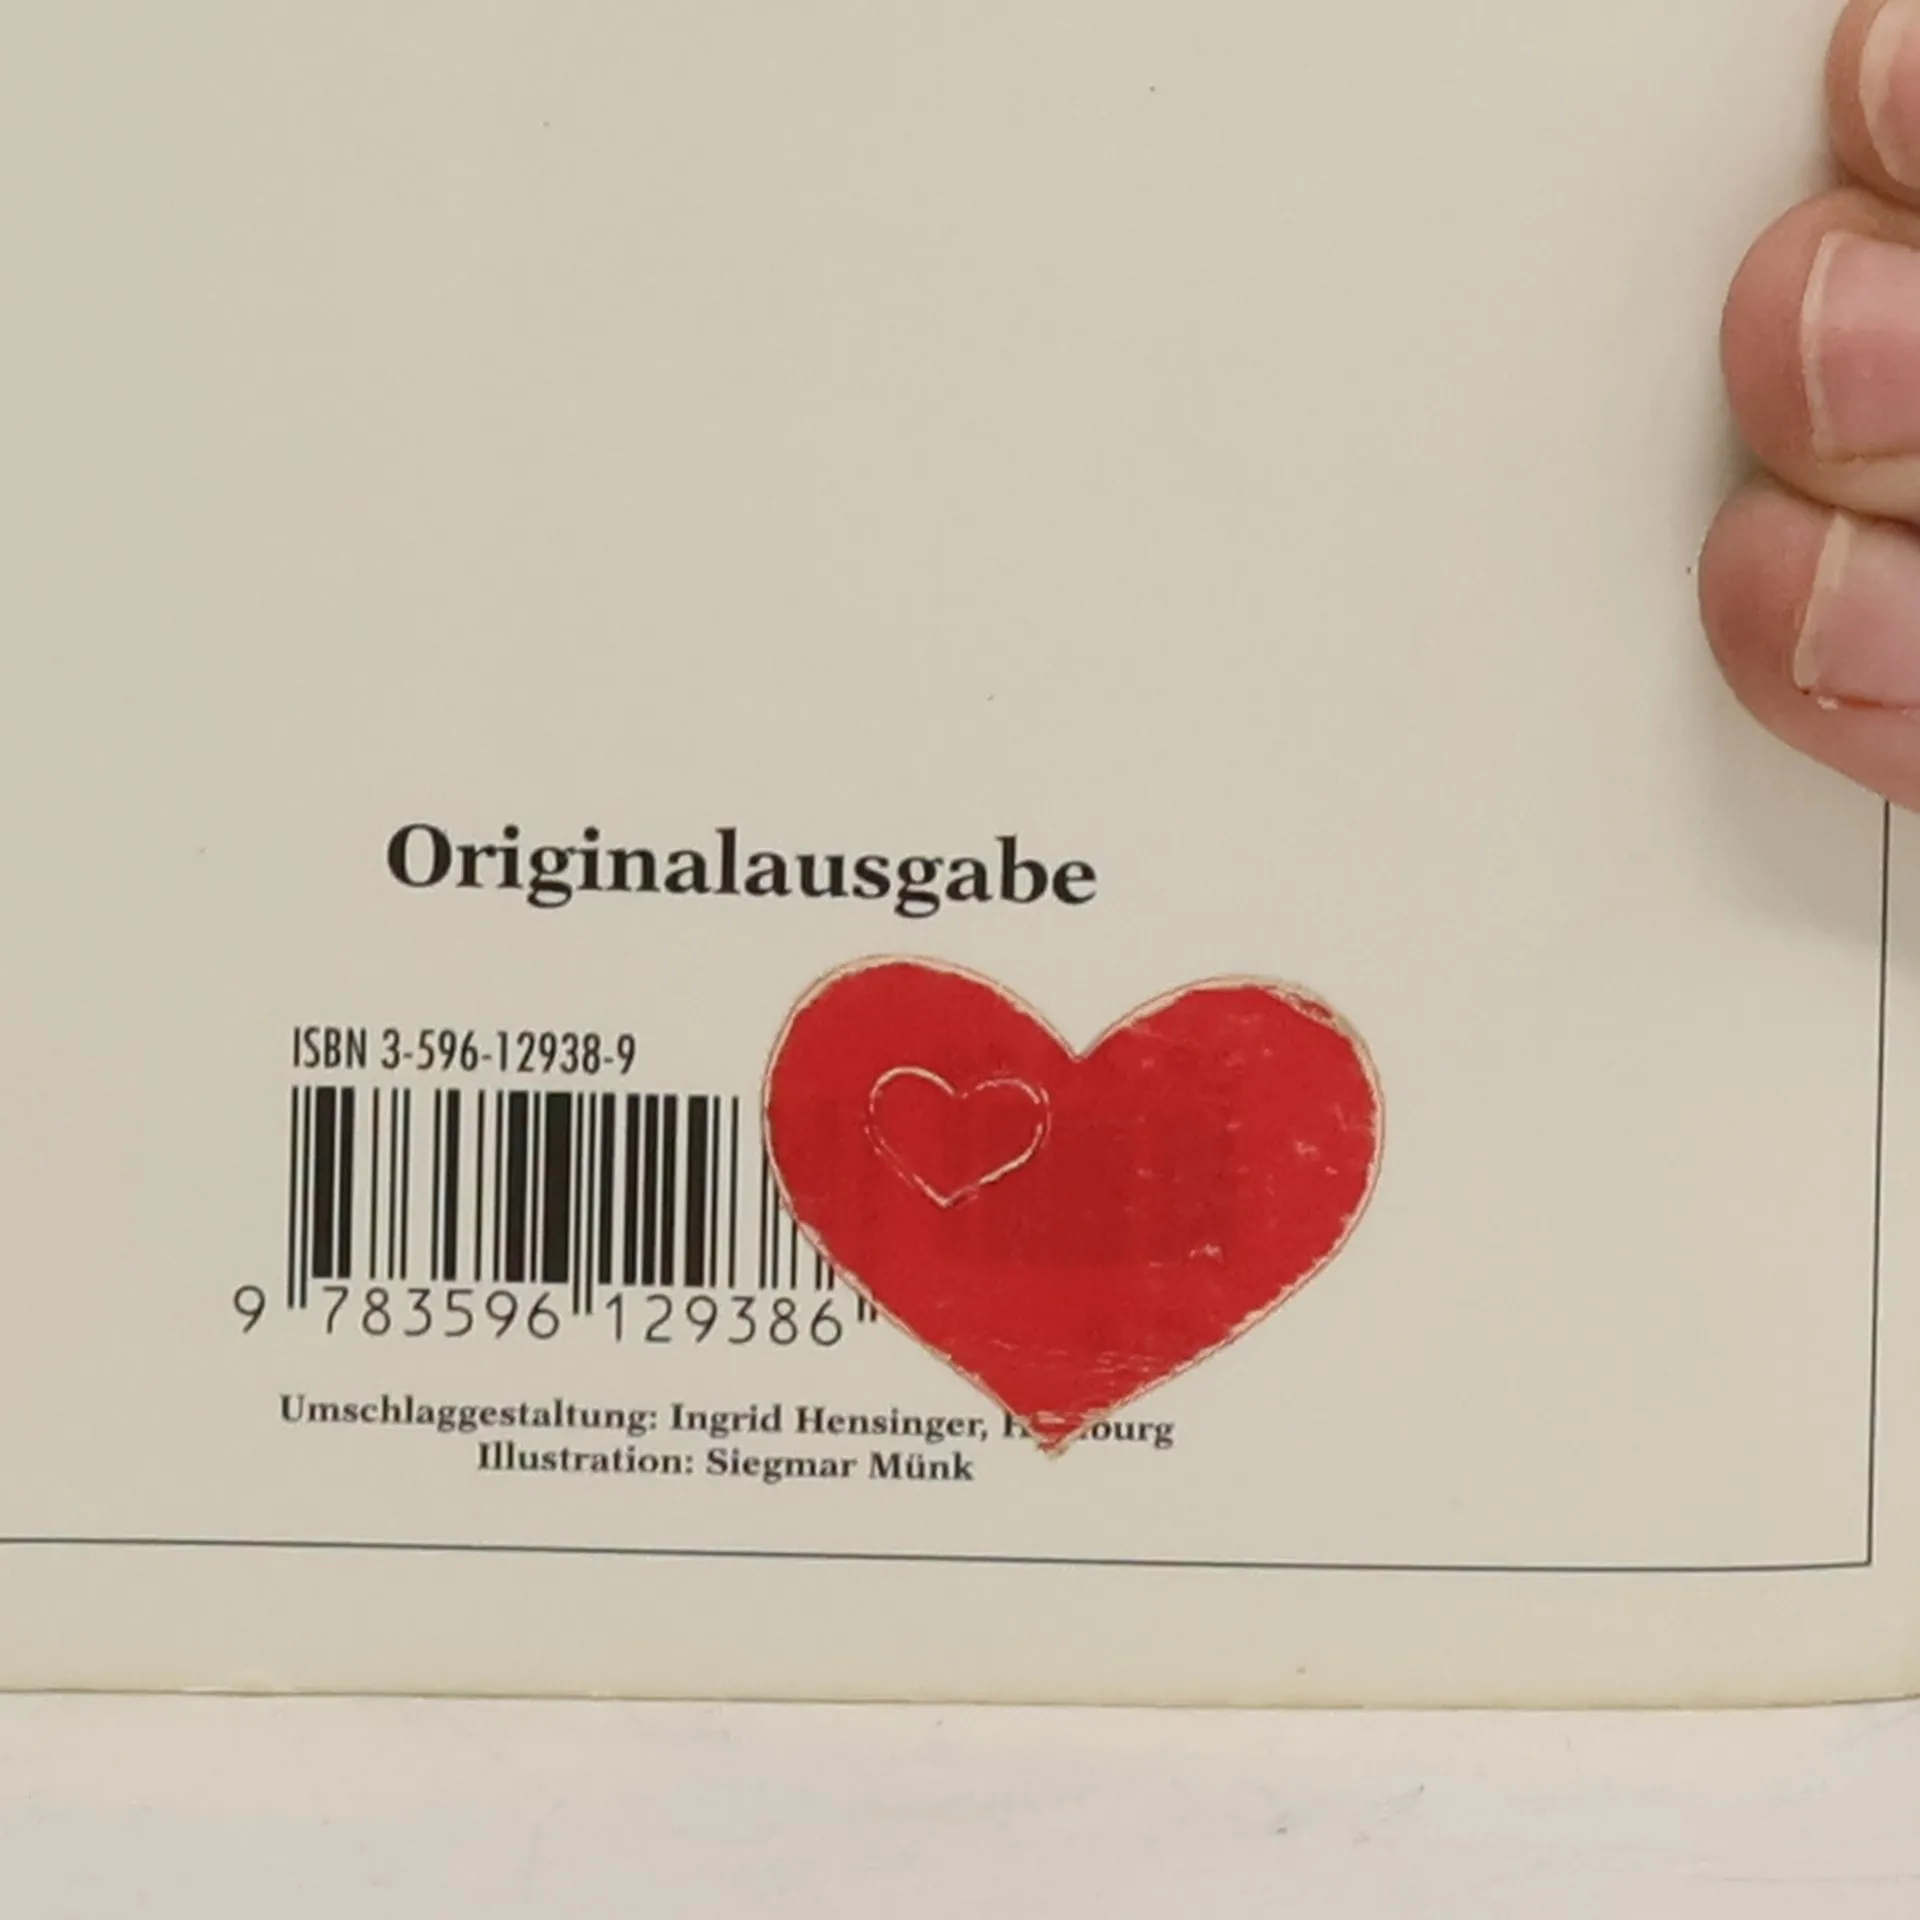 Originalausgabe
ISBN 3-596-12938-9
9 783596 129386
Umschlaggestaltung: Ingrid Hensinger,
Illustration: Siegmar Münk